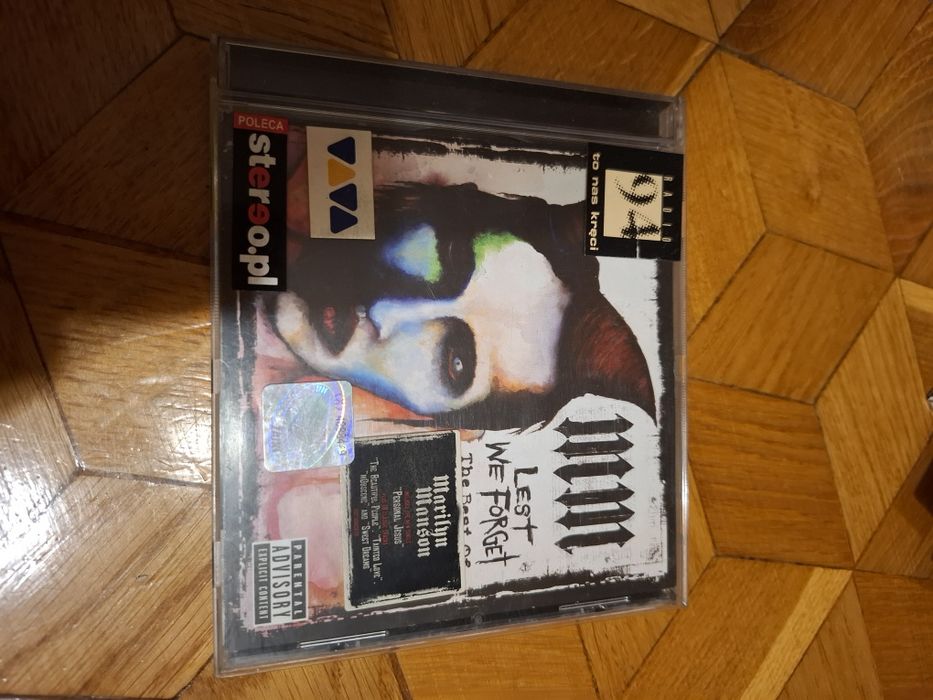 RADIO
94
to nas kręci
POLECA
stereo.pl
mm
LEST
WE FORGET
The Best Of
Marilyn
Manson
"PERSONAL JESUS"
"THE BEAUTIFUL PEOPLE", "TAINTED LOVE"
"MOBSCENE" AND "SWEET DREAMS"
PARENTAL
ADVISORY
EXPLICIT CONTENT